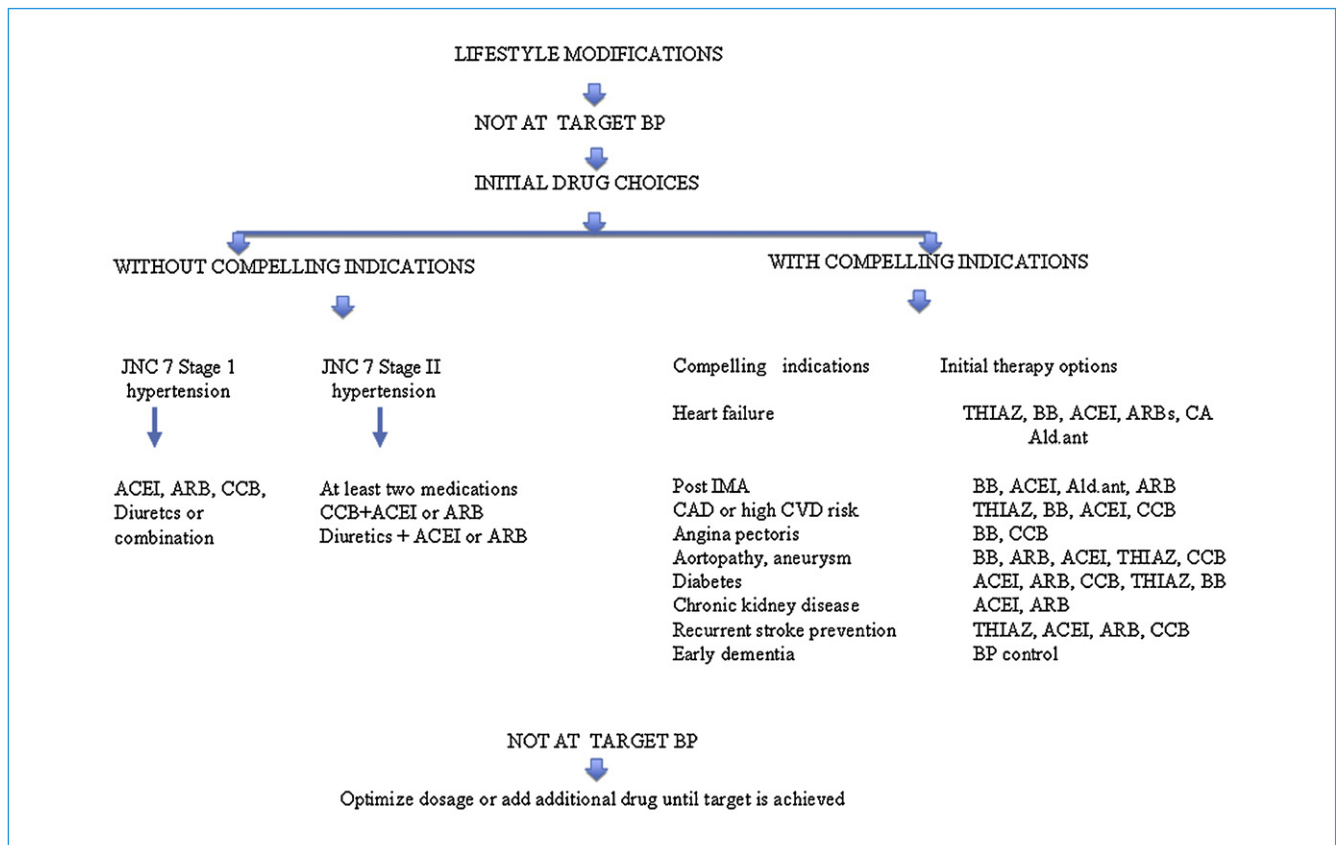 LIFESTYLE MODIFICATIONS
NOT AT TARGET BP
INITIAL DRUG CHOICES
WITHOUT COMPELLING INDICATIONS
JNC 7 Stage 1
hypertension
ACEI, ARB, CCB,
Diuretcs or
combination
JNC 7 Stage II
hypertension
At least two medications
CCB+ACEI or ARB
Diuretics + ACEI or ARB
WITH COMPELLING INDICATIONS
Compelling indications Initial therapy options
Heart failure THIAZ, BB, ACEI, ARBs, CA
Ald.ant
Post IMA BB, ACEI, Ald.ant, ARB
CAD or high CVD risk THIAZ, BB, ACEI, CCB
Angina pectoris BB, CCB
Aortopathy, aneurysm BB, ARB, ACEI, THIAZ, CCB
Diabetes ACEI, ARB, CCB, THIAZ, BB
Chronic kidney disease ACEI, ARB
Recurrent stroke prevention THIAZ, ACEI, ARB, CCB
Early dementia BP control
NOT AT TARGET BP
Optimize dosage or add additional drug until target is achieved